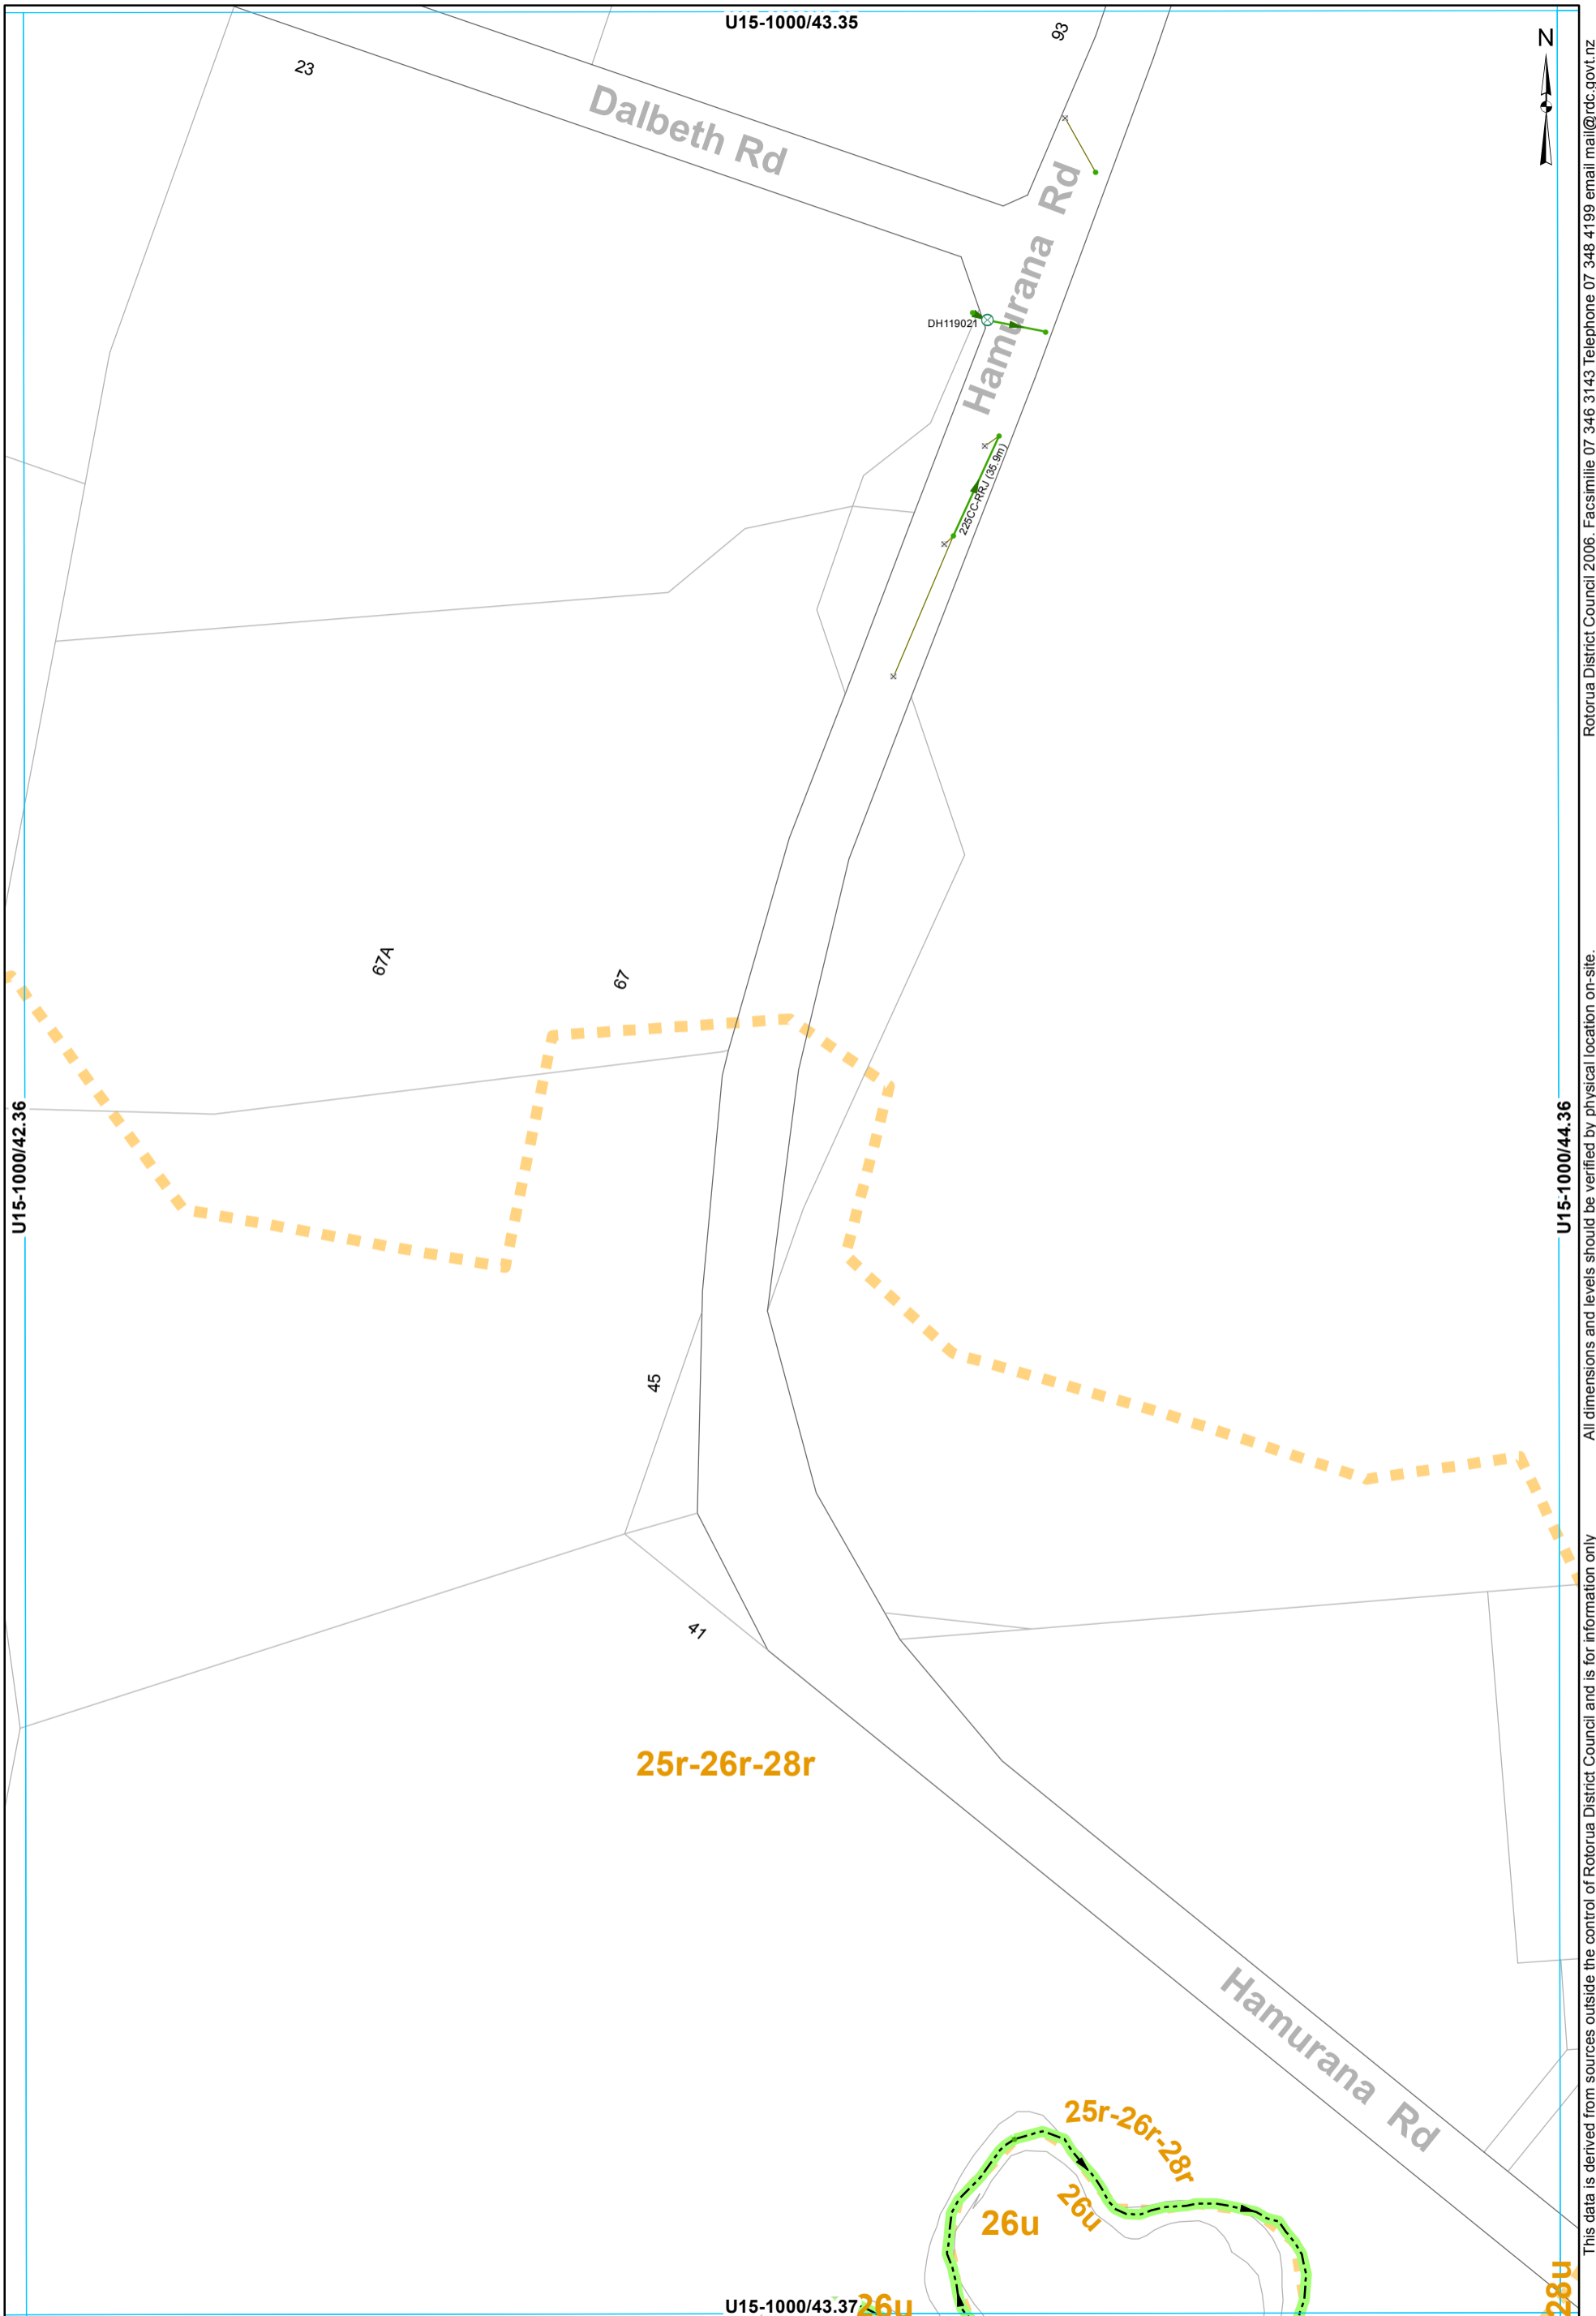 U15-1000/43.35
93
N
23
Dalbeth Rd
Hamurana Rd
DH119021
225CC-RRJ (35.9m)
67A
67
U15-1000/42.36
U15-1000/44.36
45
41
25r-26r-28r
Hamurana Rd
25r-26r-28r
26u
26u
28u
U15-1000/43.37
26u
This data is derived from sources outside the control of Rotorua District Council and is for information only
All dimensions and levels should be verified by physical location on-site.
Rotorua District Council 2006. Facsimilie 07 346 3143 Telephone 07 348 4199 email mail@rdc.govt.nz